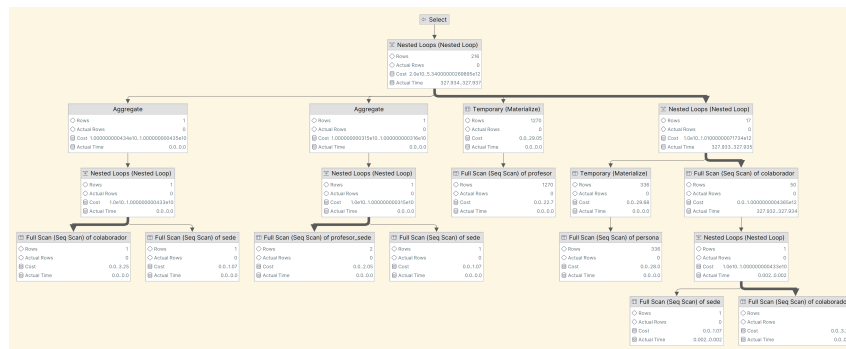 Select
Nested Loops (Nested Loop)
Rows 216
Actual Rows 0
Cost
Actual Time 327.934..327.937
Aggregate
Rows 1
Actual Rows 0
Cost 1.00000000434e10..1.00000000435e10
Actual Time 0.0..0.0
Aggregate
Rows 1
Actual Rows 0
Cost 1.00000000315e10..1.00000000316e10
Actual Time 0.0..0.0
Temporary (Materialize)
Rows 1270
Actual Rows 0
Cost 0.0..29.05
Actual Time 0.0..0.0
Nested Loops (Nested Loop)
Rows 17
Actual Rows 0
Cost
Actual Time 327.933..327.935
Nested Loops (Nested Loop)
Rows 1
Actual Rows 0
Cost 1.0e10..1.00000000433e10
Actual Time 0.0..0.0
Nested Loops (Nested Loop)
Rows 1
Actual Rows 0
Cost 1.0e10..1.00000000315e10
Actual Time 0.0..0.0
Full Scan (Seq Scan) of profesor
Rows 1270
Actual Rows 0
Cost 0.0..22.7
Actual Time 0.0..0.0
Temporary (Materialize)
Rows 336
Actual Rows 0
Cost 0.0..29.68
Actual Time 0.0..0.0
Full Scan (Seq Scan) of colaborador
Rows 50
Actual Rows 0
Cost
Actual Time 327.932..327.934
Full Scan (Seq Scan) of colaborador
Rows 1
Actual Rows 0
Cost 0.0..3.25
Actual Time 0.0..0.0
Full Scan (Seq Scan) of sede
Rows 1
Actual Rows 0
Cost 0.0..1.07
Actual Time 0.0..0.0
Full Scan (Seq Scan) of profesor_sede
Rows 2
Actual Rows 0
Cost 0.0..2.05
Actual Time 0.0..0.0
Full Scan (Seq Scan) of sede
Rows 1
Actual Rows 0
Cost 0.0..1.07
Actual Time 0.0..0.0
Full Scan (Seq Scan) of persona
Rows 336
Actual Rows 0
Cost 0.0..28.0
Actual Time 0.0..0.0
Nested Loops (Nested Loop)
Rows 1
Actual Rows 0
Cost 1.0e10..1.00000000433e10
Actual Time 0.002..0.002
Full Scan (Seq Scan) of sede
Rows 1
Actual Rows 0
Cost 0.0..1.07
Actual Time 0.002..0.002
Full Scan (Seq Scan) of colaborado
Rows
Actual Rows
Cost 0.0..3.
Actual Time 0.0..0.